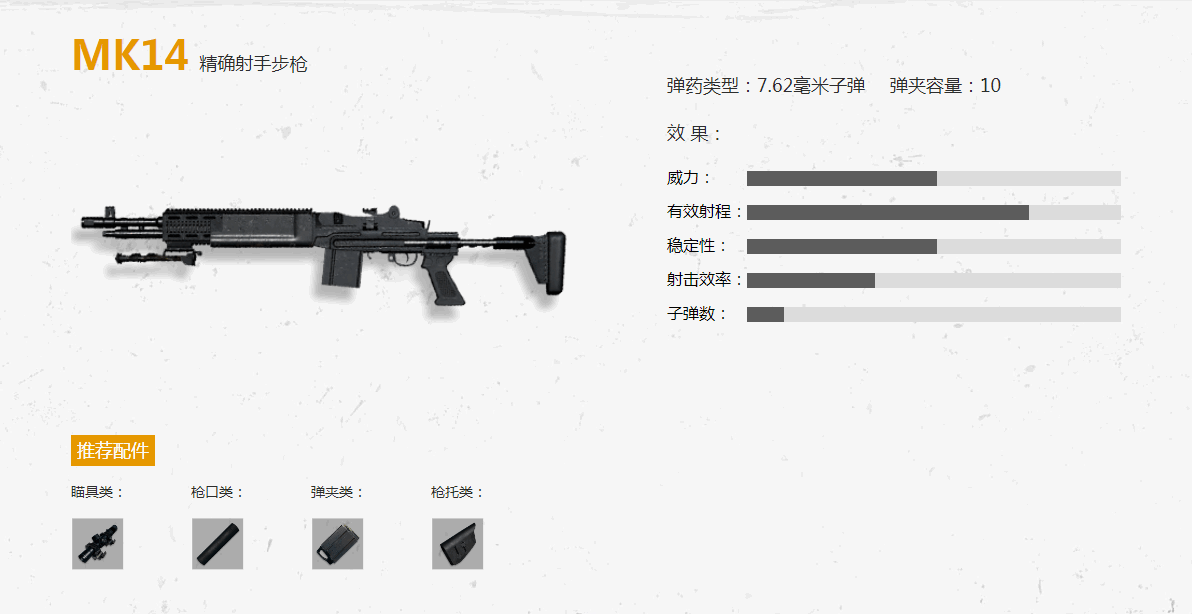 MK14 精确射手步枪
弹药类型：7.62毫米子弹 弹夹容量：10
效 果：
威力：
有效射程：
稳定性：
射击效率：
子弹数：
推荐配件
瞄具类： 枪口类： 弹夹类： 枪托类：